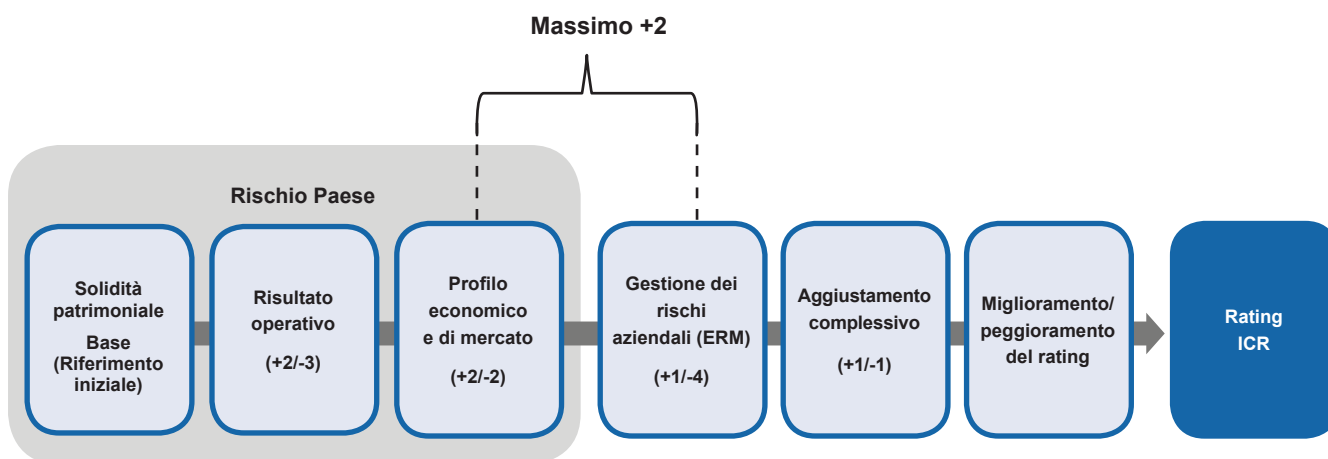 Massimo +2
Rischio Paese
Solidità
patrimoniale
Base
(Riferimento
iniziale)
Risultato
operativo
(+2/-3)
Profilo
economico
e di mercato
(+2/-2)
Gestione dei
rischi
aziendali (ERM)
(+1/-4)
Aggiustamento
complessivo
(+1/-1)
Miglioramento/
peggioramento
del rating
Rating
ICR